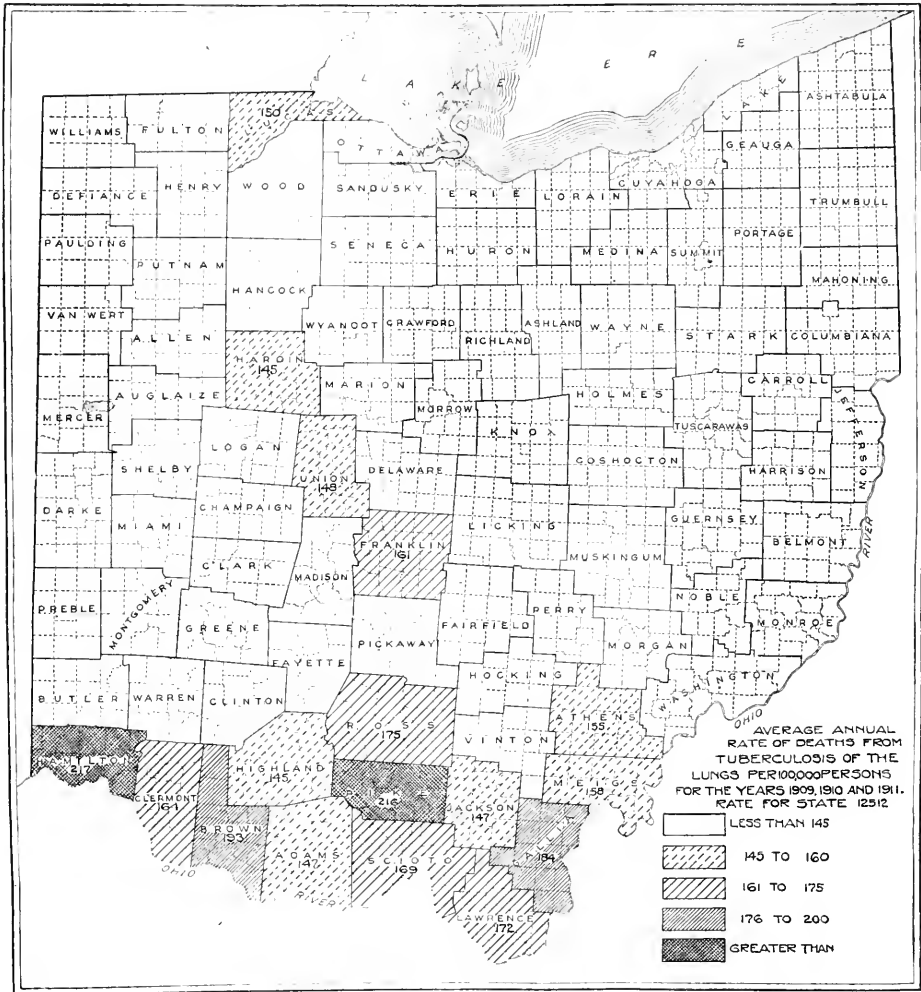 LAKE ERE
LAKE
ASHTABULA
WILLIAMS
FULTON
LUCAS
150
OTTAWA
GEAUGA
CUYAHOGA
DEFIANCE
HENRY
WOOD
SANDUSKY
ERIE
LORAIN
TRUMBULL
PAULDING
PUTNAM
SENECA
HURON
MEDINA
SUMMIT
PORTAGE
MAHONING
HANCOCK
VAN WERT
ALLEN
WYANDOT
CRAWFORD
RICHLAND
ASHLAND
WAYNE
STARK
COLUMBIANA
HARDIN
145
MARION
MERCER
AUGLAIZE
MORROW
HOLMES
CARROLL
JEFFERSON
KNOX
TUSCARAWAS
LOGAN
SHELBY
UNION
148
DELAWARE
COSHOCTON
HARRISON
DARKE
MIAMI
CHAMPAIGN
LICKING
GUERNSEY
FRANKLIN
161
BELMONT
RIVER
CLARK
MADISON
MUSKINGUM
PREBLE
MONTGOMERY
GREENE
PICKAWAY
FAIRFIELD
PERRY
NOBLE
MONROE
FAYETTE
MORGAN
BUTLER
WARREN
CLINTON
HOCKING
WASHINGTON
ROSS
175
ATHENS
155
OHIO
VINTON
HAMILTON
217
HIGHLAND
145
PIKE
216
MEIGS
158
CLERMONT
161
BROWN
193
JACKSON
147
184
ADAMS
147
SCIOTO
169
OHIO
RIVER
LAWRENCE
172
AVERAGE ANNUAL
RATE OF DEATHS FROM
TUBERCULOSIS OF THE
LUNGS PER 100,000 PERSONS
FOR THE YEARS 1909, 1910 AND 1911.
RATE FOR STATE 12512
LESS THAN 145
145 TO 160
161 TO 175
176 TO 200
GREATER THAN